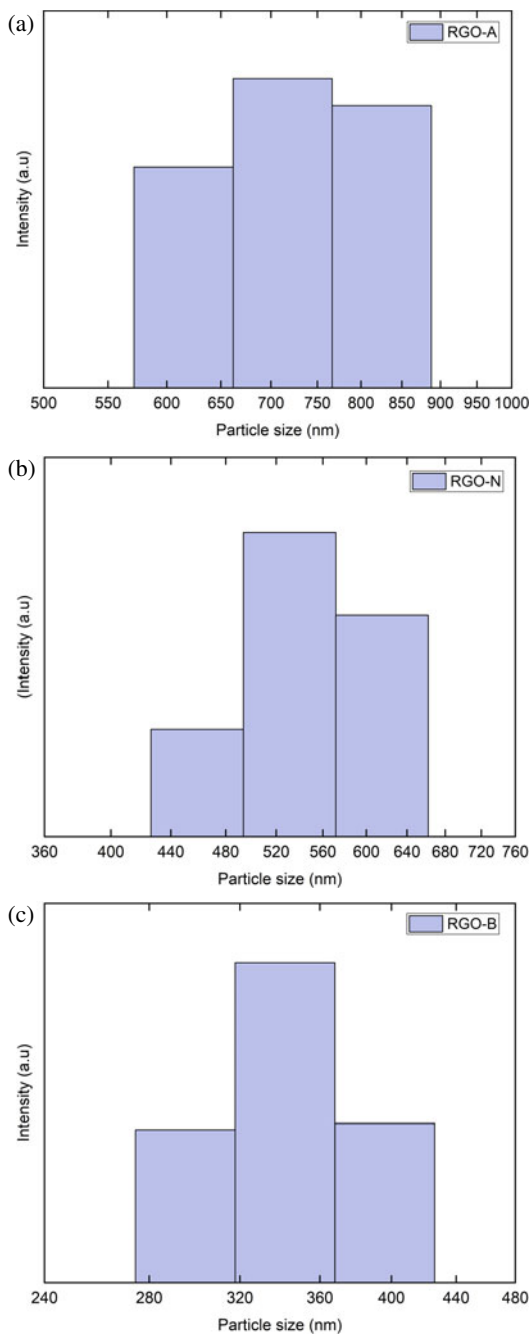 (a)
RGO-A
Intensity (a.u)
500 550 600 650 700 750 800 850 900 950 1000
Particle size (nm)
(b)
RGO-N
(Intensity (a.u)
360 400 440 480 520 560 600 640 680 720 760
Particle size (nm)
(c)
RGO-B
Intensity (a.u)
240 280 320 360 400 440 480
Particle size (nm)